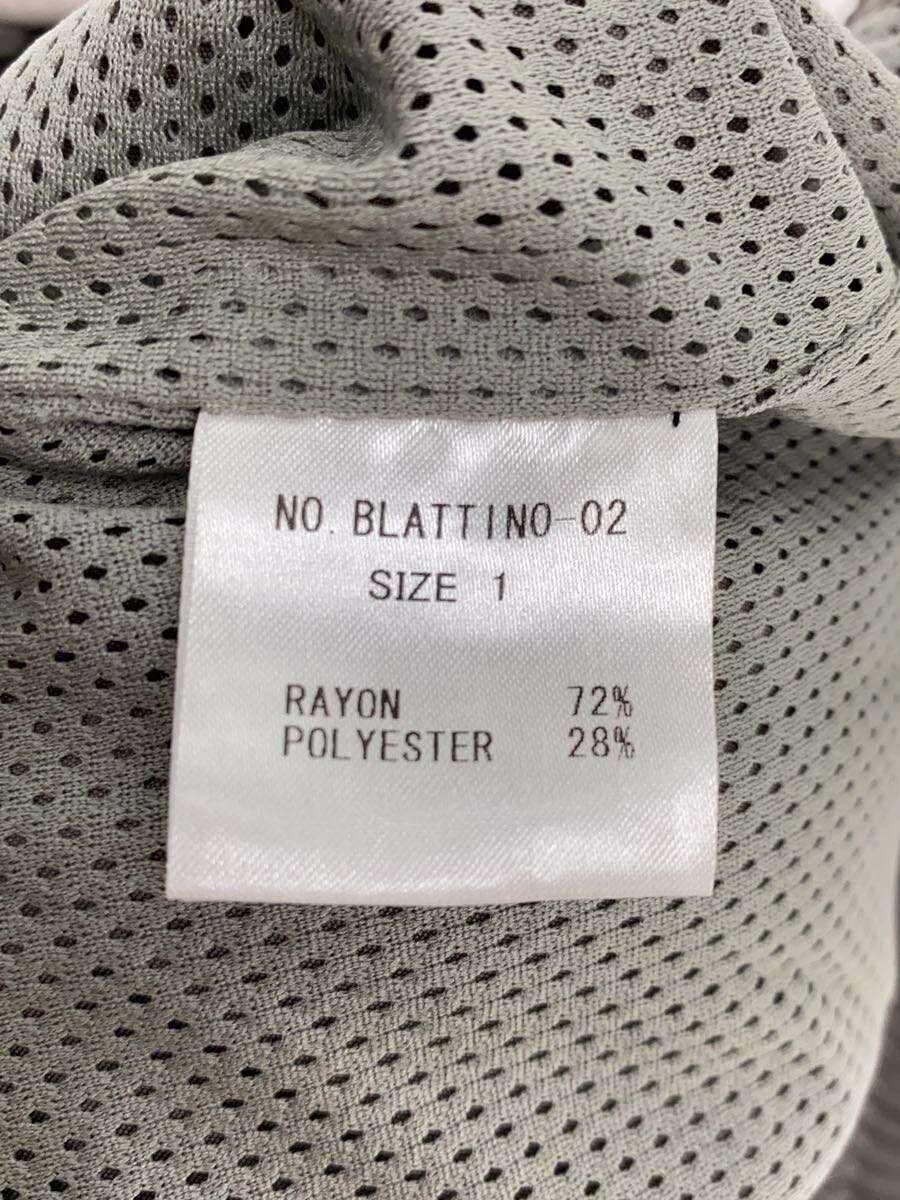 NO. BLATTINO-02
SIZE 1
RAYON 72%
POLYESTER 28%